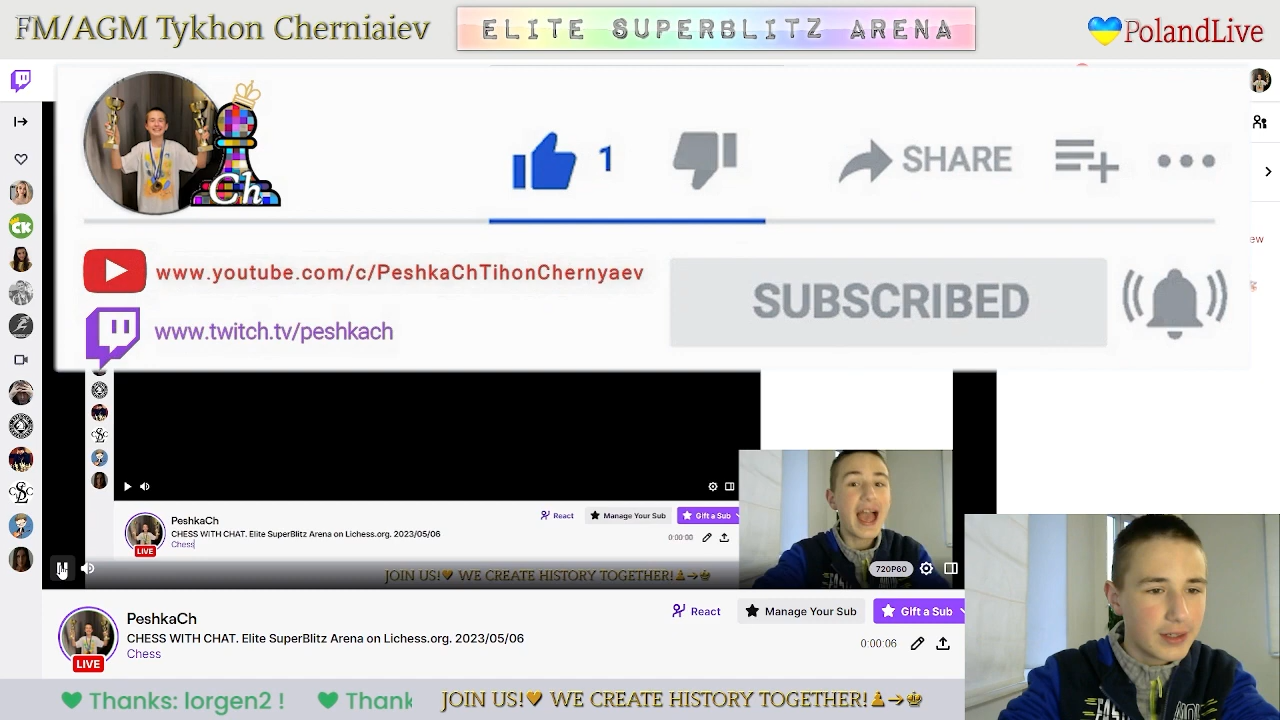 FM/AGM Tykhon Cherniaiev
ELITE SUPERBLITZ ARENA
PolandLive
Ch
1
SHARE
www.youtube.com/c/PeshkaChTihonChernyaev
www.twitch.tv/peshkach
SUBSCRIBED
ew
CK
PeshkaCh
CHESS WITH CHAT. Elite SuperBlitz Arena on Lichess.org. 2023/05/06
Chess
LIVE
React
Manage Your Sub
Gift a Sub
0:00:00
JOIN US! WE CREATE HISTORY TOGETHER!
720P60
PeshkaCh
CHESS WITH CHAT. Elite SuperBlitz Arena on Lichess.org. 2023/05/06
Chess
LIVE
React
Manage Your Sub
Gift a Sub
0:00:06
Thanks: lorgen2 !
Thank
JOIN US! WE CREATE HISTORY TOGETHER!